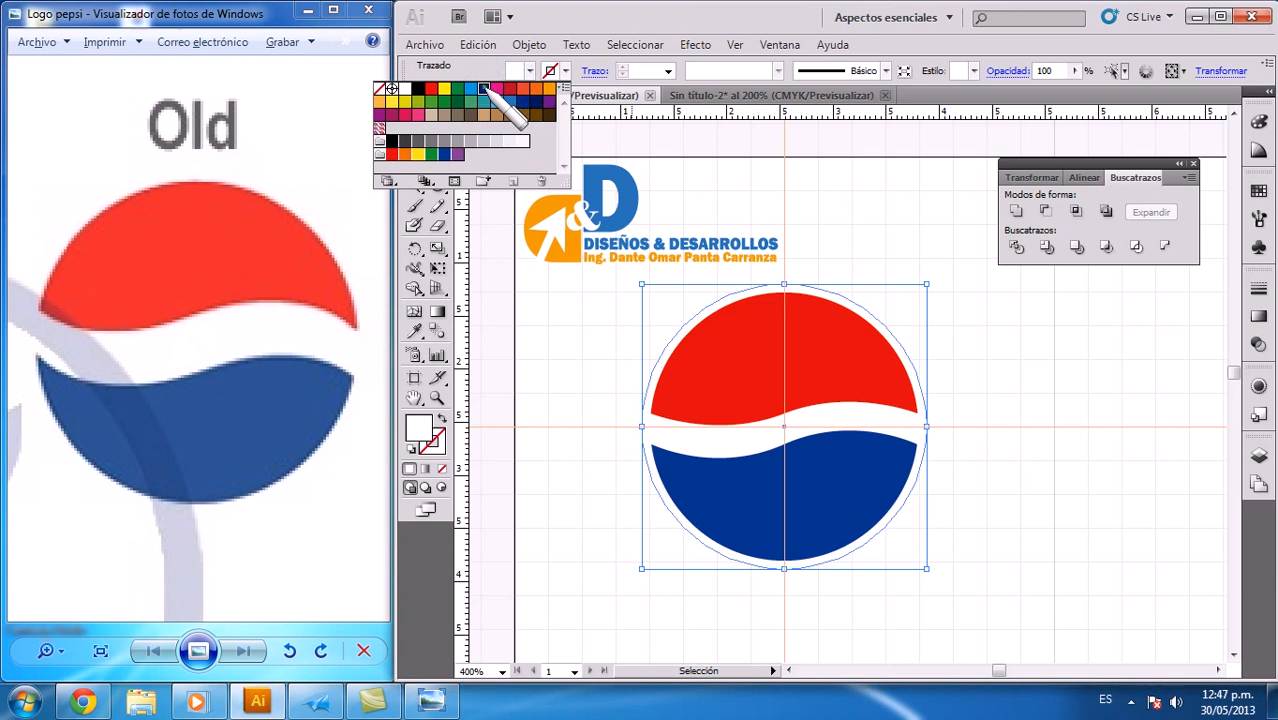 Logo pepsi - Visualizador de fotos de Windows
Archivo Imprimir Correo electrónico Grabar
Old
Ai Br Aspectos esenciales CS Live
Archivo Edición Objeto Texto Seleccionar Efecto Ver Ventana Ayuda
Trazado Trazo: Básico Estilo: Opacidad: 100 % Transformar
/Previsualizar) Sin título-2* al 200% (CMYK/Previsualizar)
&D
DISEÑOS & DESARROLLOS
Ing. Dante Omar Panta Carranza
Transformar Alinear Buscatrazos
Modos de forma:
Expandir
Buscatrazos:
400% 1 Selección
Ai ES 12:47 p.m.
30/05/2013